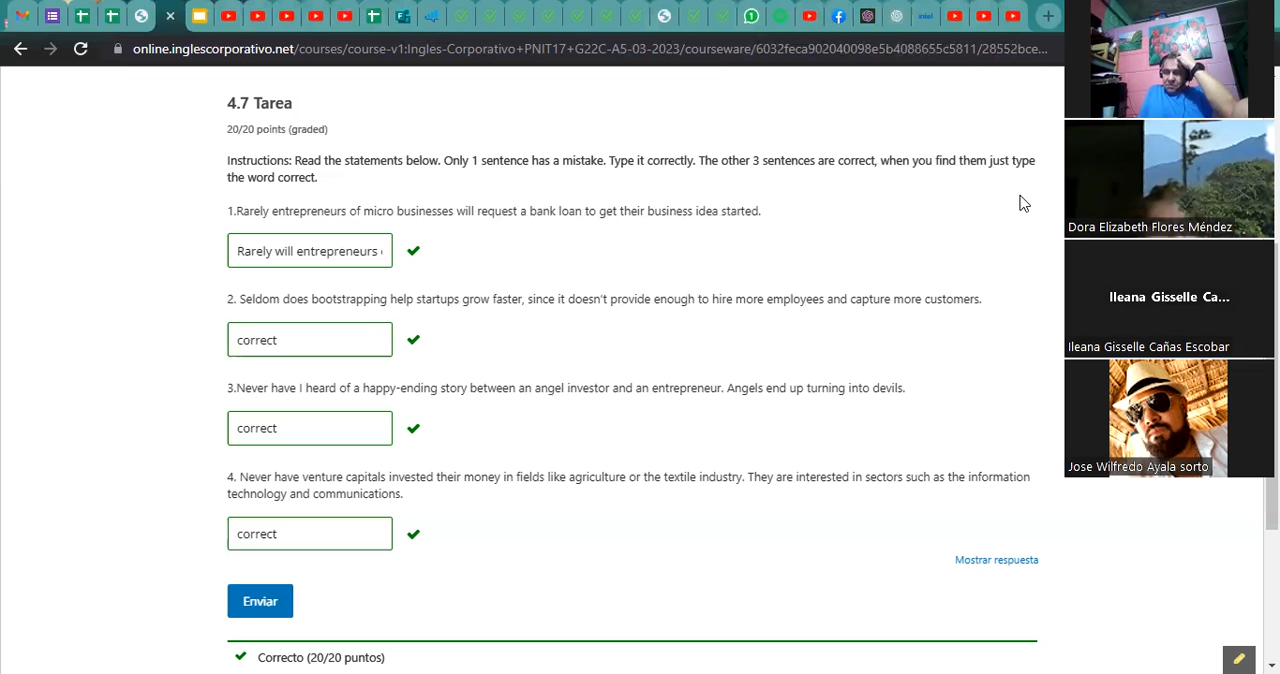 online.inglescorporativo.net/courses/course-v1:Ingles-Corporativo+PNIT17+G22C-A5-03-2023/courseware/6032feca902040098e5b4088655c5811/28552bce...
4.7 Tarea
20/20 points (graded)
Instructions: Read the statements below. Only 1 sentence has a mistake. Type it correctly. The other 3 sentences are correct, when you find them just type
the word correct.
1.Rarely entrepreneurs of micro businesses will request a bank loan to get their business idea started.
Rarely will entrepreneurs
2. Seldom does bootstrapping help startups grow faster, since it doesn't provide enough to hire more employees and capture more customers.
correct
3.Never have I heard of a happy-ending story between an angel investor and an entrepreneur. Angels end up turning into devils.
correct
4. Never have venture capitals invested their money in fields like agriculture or the textile industry. They are interested in sectors such as the information
technology and communications.
correct
Mostrar respuesta
Enviar
Correcto (20/20 puntos)
Dora Elizabeth Flores Méndez
Ileana Gisselle Ca...
Ileana Gisselle Cañas Escobar
Jose Wilfredo Ayala sorto